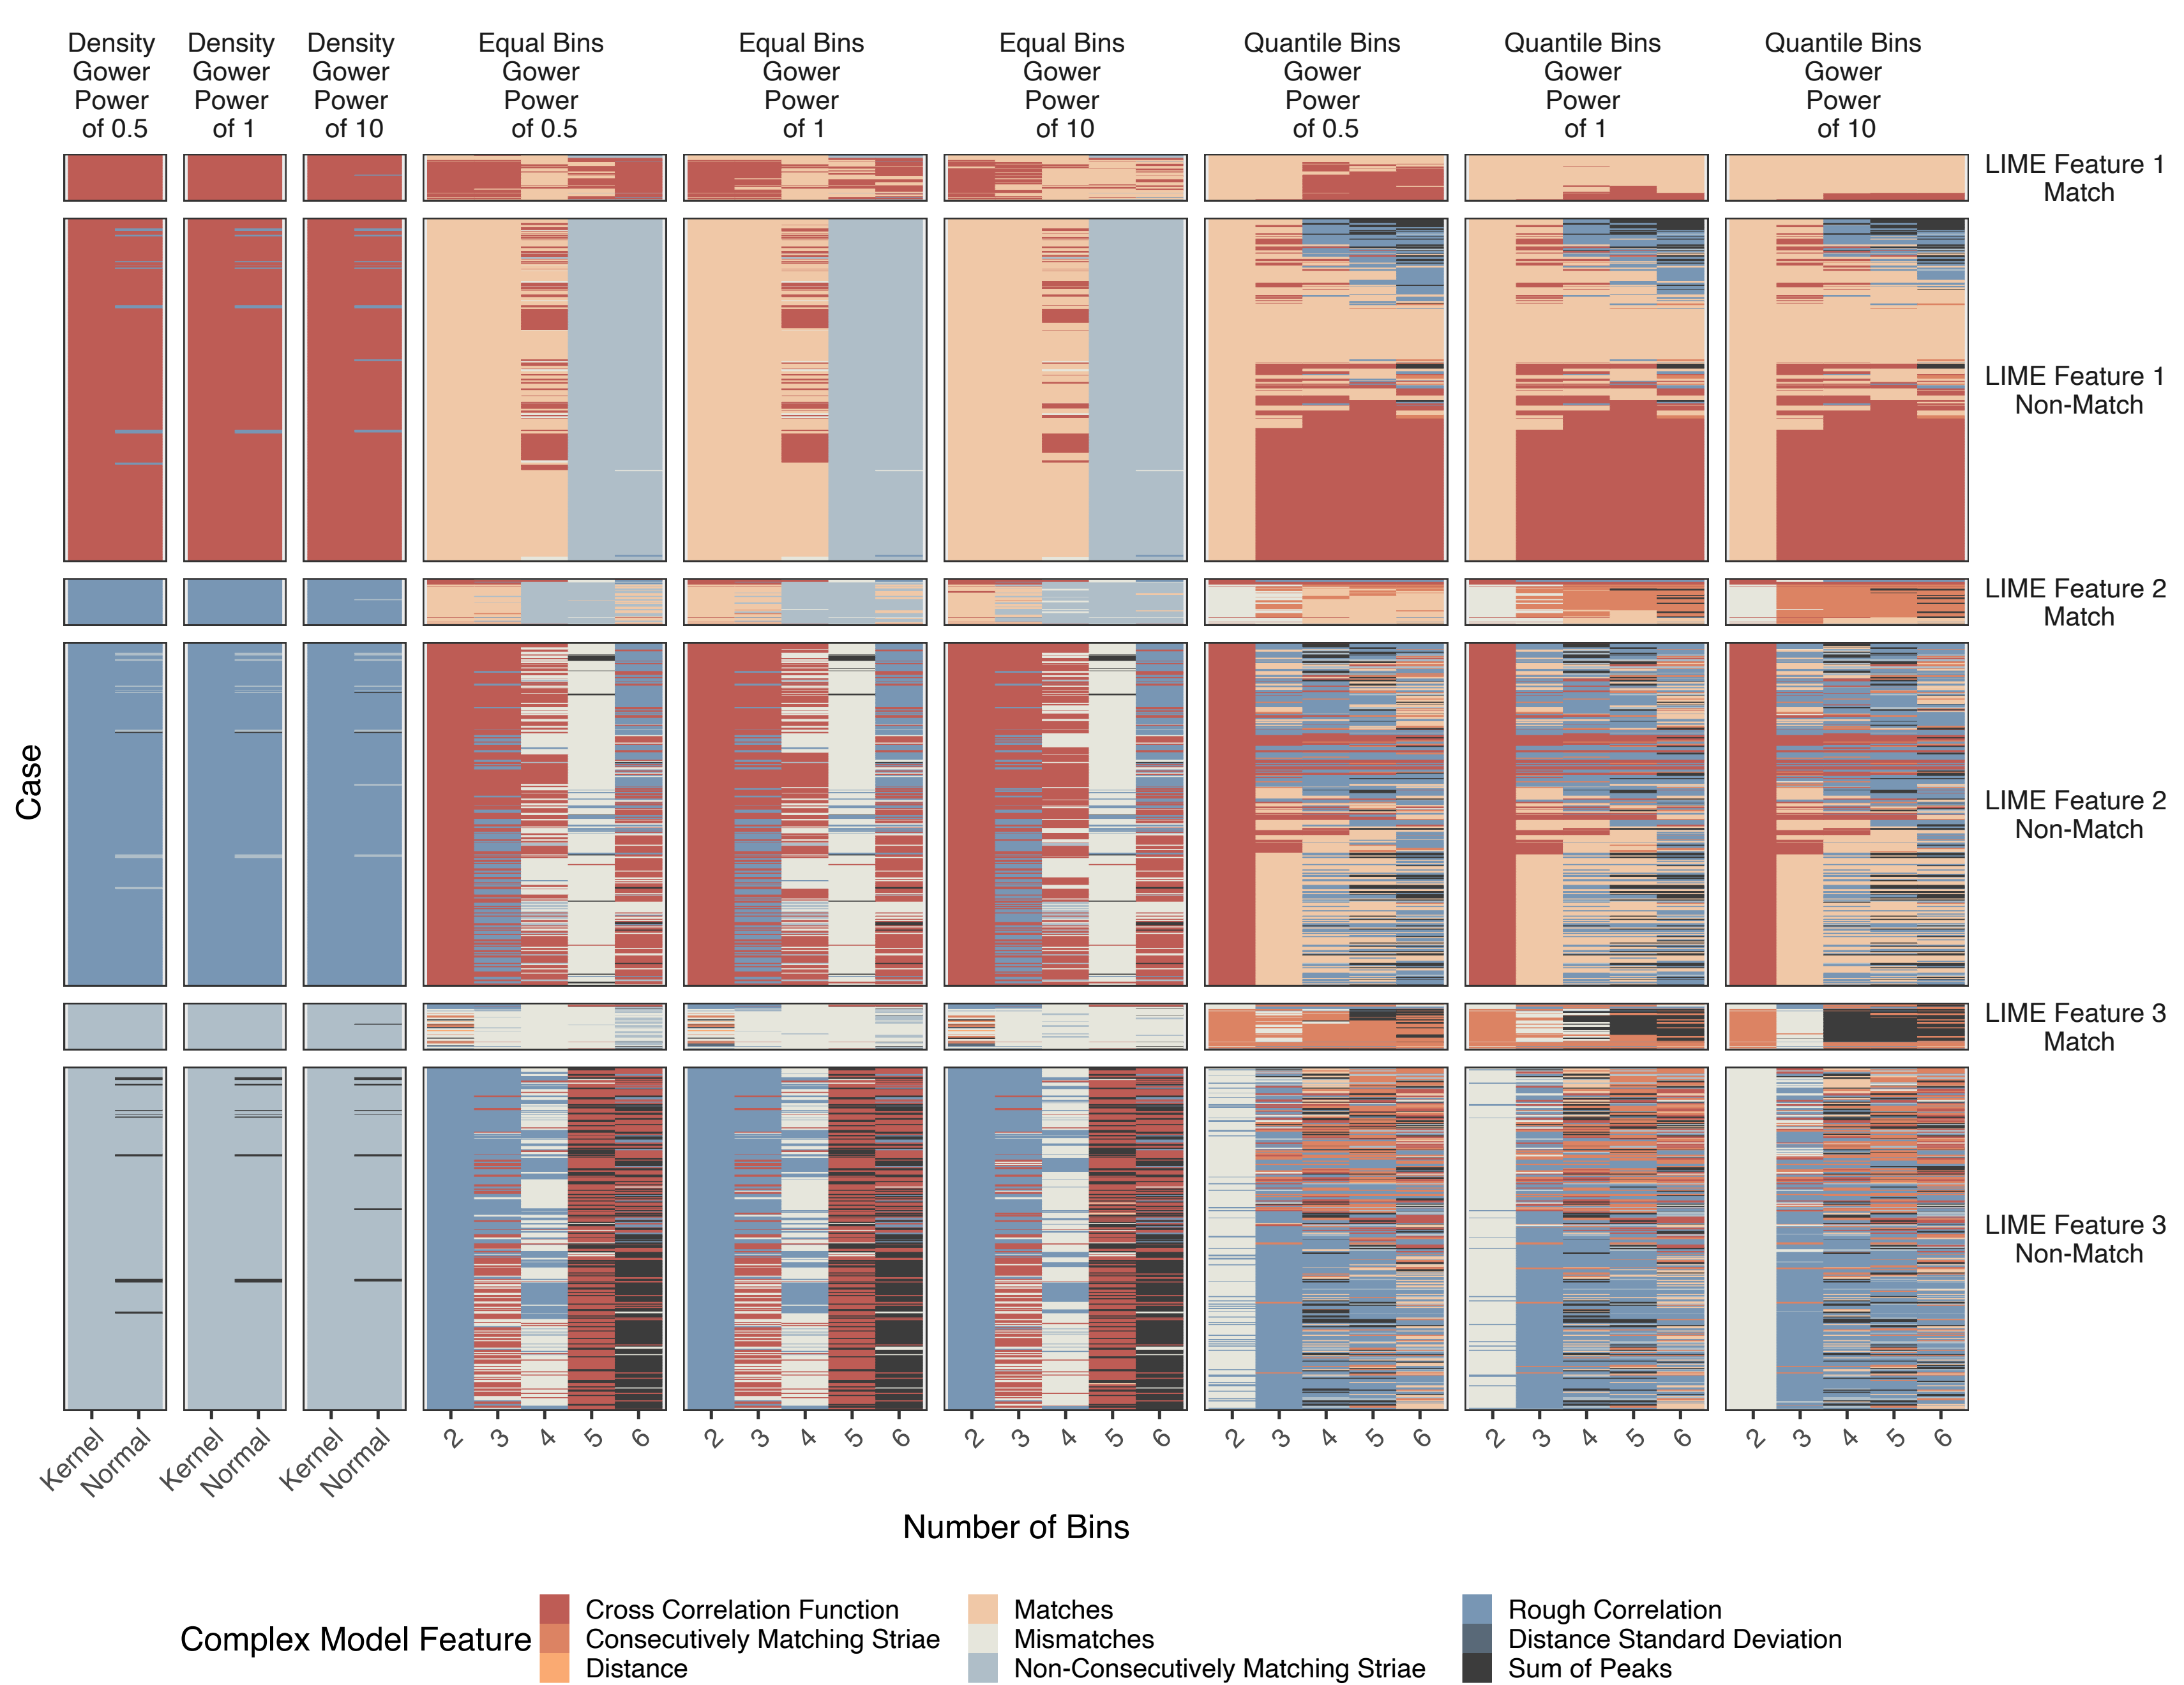 Density Gower Power of 0.5
Density Gower Power of 1
Density Gower Power of 10
Equal Bins Gower Power of 0.5
Equal Bins Gower Power of 1
Equal Bins Gower Power of 10
Quantile Bins Gower Power of 0.5
Quantile Bins Gower Power of 1
Quantile Bins Gower Power of 10
LIME Feature 1
Match
LIME Feature 1
Non-Match
LIME Feature 2
Match
LIME Feature 2
Non-Match
LIME Feature 3
Match
LIME Feature 3
Non-Match
Case
Kernel Normal Kernel Normal Kernel Normal 2 3 4 5 6 2 3 4 5 6 2 3 4 5 6 2 3 4 5 6 2 3 4 5 6 2 3 4 5 6
Number of Bins
Complex Model Feature
Cross Correlation Function
Consecutively Matching Striae
Distance
Matches
Mismatches
Non-Consecutively Matching Striae
Rough Correlation
Distance Standard Deviation
Sum of Peaks